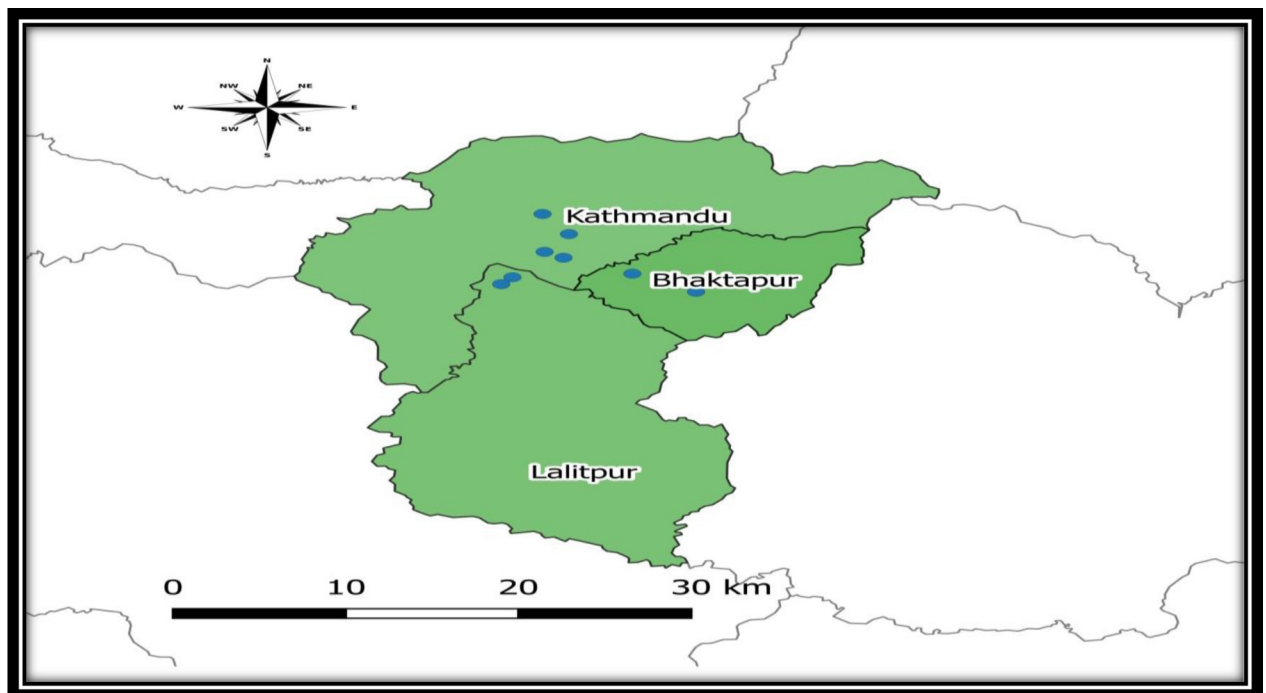 N
NW NE
W E
SW SE
S
Kathmandu
Bhaktapur
Lalitpur
0 10 20 30 km